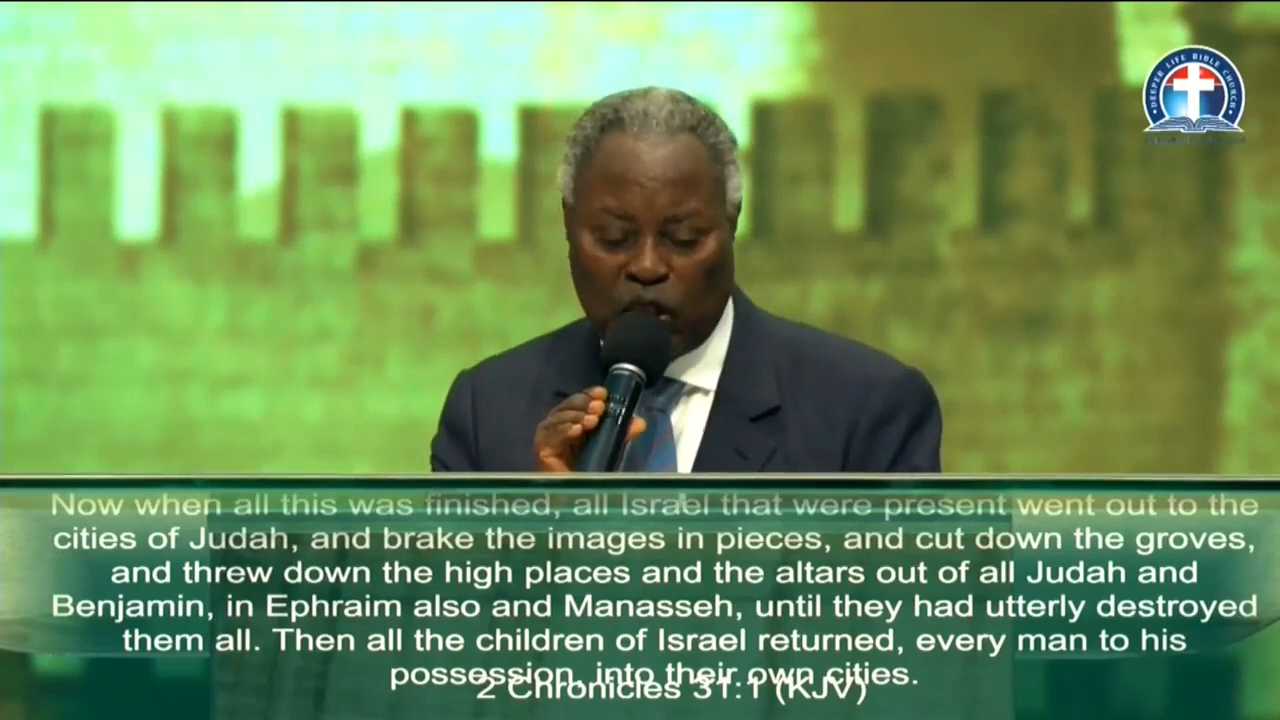 DEEPER LIFE BIBLE CHURCH
Now when all this was finished, all Israel that were present went out to the
cities of Judah, and brake the images in pieces, and cut down the groves,
and threw down the high places and the altars out of all Judah and
Benjamin, in Ephraim also and Manasseh, until they had utterly destroyed
them all. Then all the children of Israel returned, every man to his
possession, into their own cities.
2 Chronicles 31:1 (KJV)